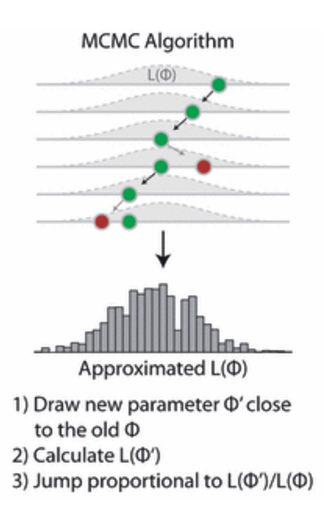 MCMC Algorithm
L(Φ)
Approximated L(Φ)
1) Draw new parameter Φ′ close
to the old Φ
2) Calculate L(Φ′)
3) Jump proportional to L(Φ′)/L(Φ)